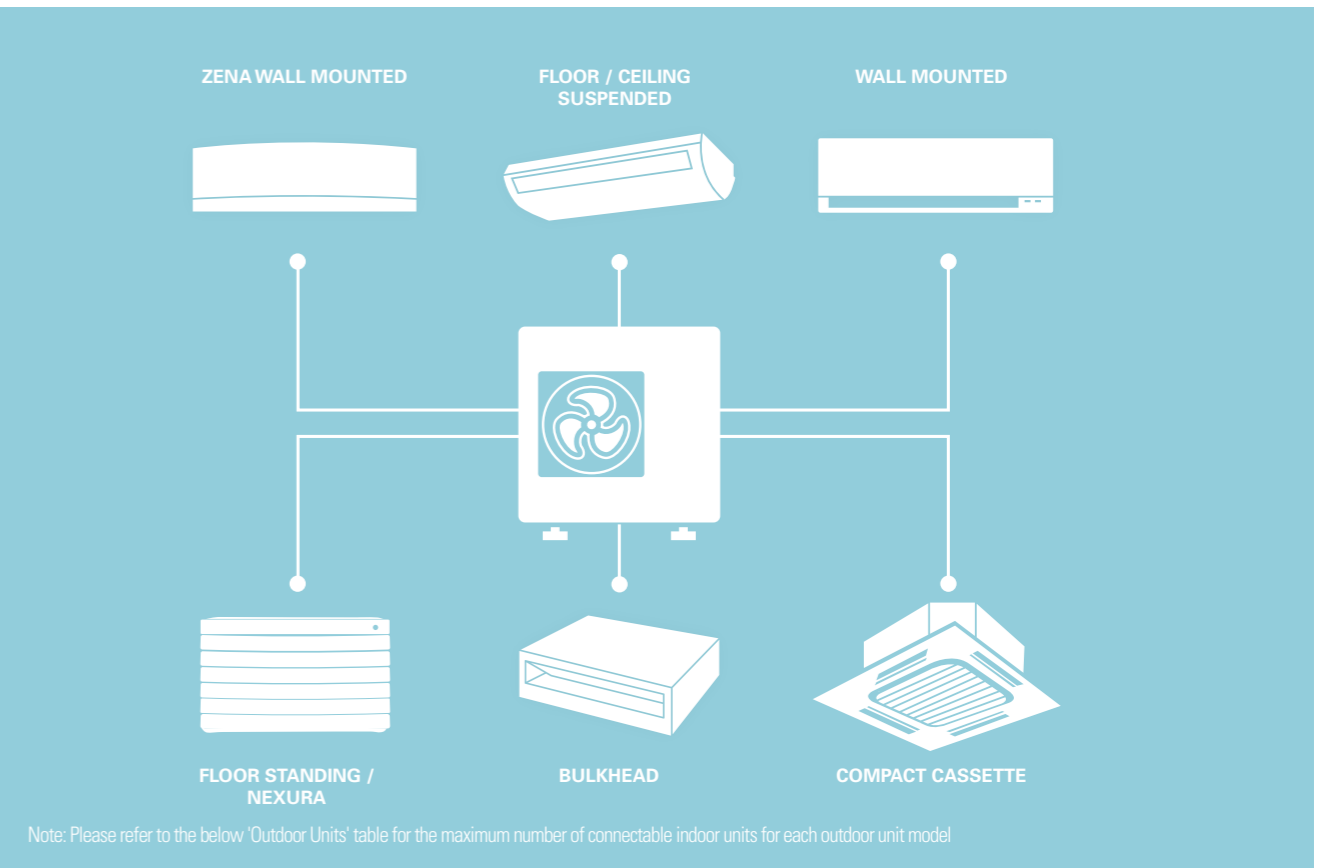 ZENA WALL MOUNTED
FLOOR / CEILING
SUSPENDED
WALL MOUNTED
FLOOR STANDING /
NEXURA
BULKHEAD
COMPACT CASSETTE
Note: Please refer to the below 'Outdoor Units' table for the maximum number of connectable indoor units for each outdoor unit model